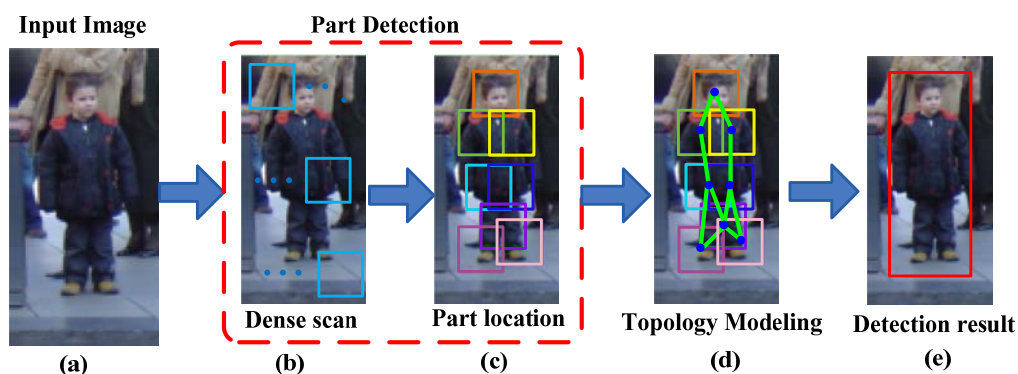 Input Image
Part Detection
Dense scan
Part location
Topology Modeling
Detection result
(a)
(b)
(c)
(d)
(e)